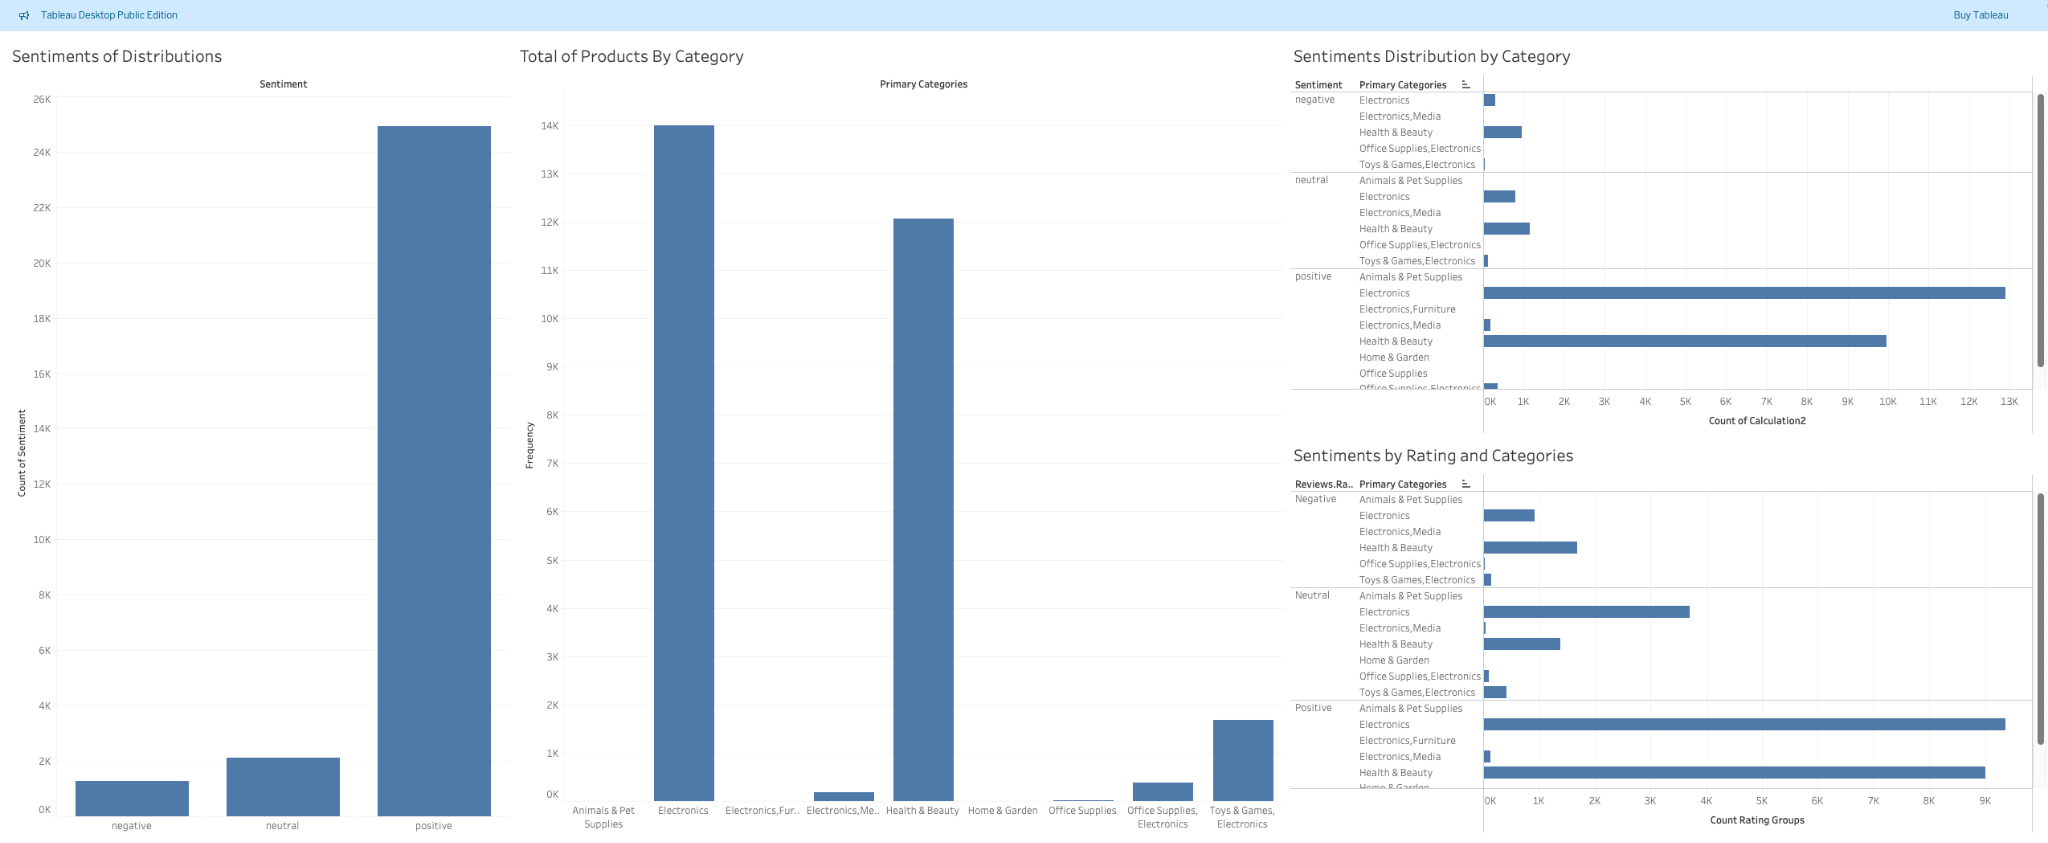 Tableau Desktop Public Edition
Buy Tableau
Sentiments of Distributions
Sentiment
26K
24K
22K
20K
18K
16K
14K
12K
10K
8K
6K
4K
2K
0K
Count of Sentiment
negative
neutral
positive
Total of Products By Category
Primary Categories
14K
13K
12K
11K
10K
9K
8K
7K
6K
5K
4K
3K
2K
1K
0K
Frequency
Animals & Pet
Supplies
Electronics
Electronics,Fur..
Electronics,Me..
Health & Beauty
Home & Garden
Office Supplies
Office Supplies,
Electronics
Toys & Games,
Electronics
Sentiments Distribution by Category
Sentiment Primary Categories
negative Electronics
Electronics,Media
Health & Beauty
Office Supplies,Electronics
Toys & Games,Electronics
neutral Animals & Pet Supplies
Electronics
Electronics,Media
Health & Beauty
Office Supplies,Electronics
Toys & Games,Electronics
positive Animals & Pet Supplies
Electronics
Electronics,Furniture
Electronics,Media
Health & Beauty
Home & Garden
Office Supplies
Office Supplies,Electronics
0K 1K 2K 3K 4K 5K 6K 7K 8K 9K 10K 11K 12K 13K
Count of Calculation2
Sentiments by Rating and Categories
Reviews.Ra.. Primary Categories
Negative Animals & Pet Supplies
Electronics
Electronics,Media
Health & Beauty
Office Supplies,Electronics
Toys & Games,Electronics
Neutral Animals & Pet Supplies
Electronics
Electronics,Media
Health & Beauty
Home & Garden
Office Supplies,Electronics
Toys & Games,Electronics
Positive Animals & Pet Supplies
Electronics
Electronics,Furniture
Electronics,Media
Health & Beauty
Home & Garden
0K 1K 2K 3K 4K 5K 6K 7K 8K 9K
Count Rating Groups